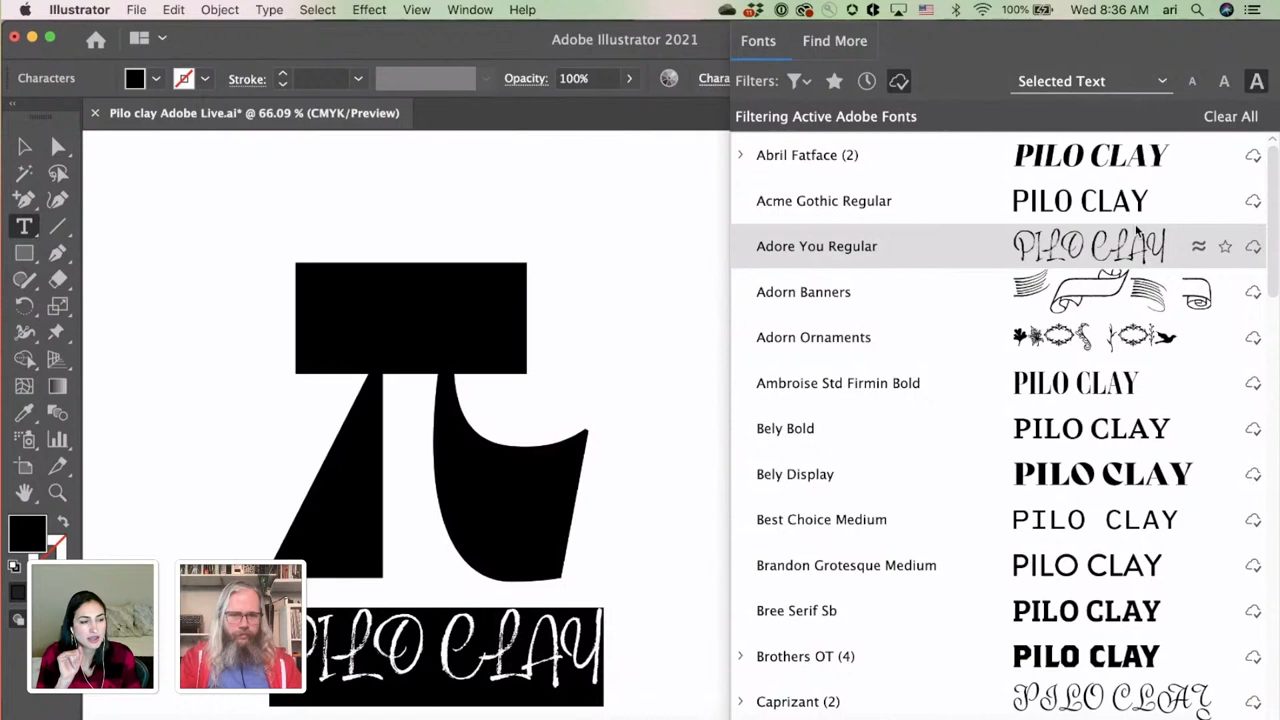 Illustrator File Edit Object Type Select Effect View Window Help 11 100% Wed 8:36 AM ari
Adobe Illustrator 2021
Fonts Find More
Characters Stroke: Opacity: 100% Chara
Filters: Selected Text A A A
× Pilo clay Adobe Live.ai* @ 66.09 % (CMYK/Preview)
Filtering Active Adobe Fonts Clear All
Abril Fatface (2) PILO CLAY
Acme Gothic Regular PILO CLAY
Adore You Regular PILO CLAY
Adorn Banners
Adorn Ornaments
Ambroise Std Firmin Bold PILO CLAY
Bely Bold PILO CLAY
Bely Display PILO CLAY
Best Choice Medium PILO CLAY
Brandon Grotesque Medium PILO CLAY
Bree Serif Sb PILO CLAY
Brothers OT (4) PILO CLAY
Caprizant (2) PILO CLAY
PILO CLAY